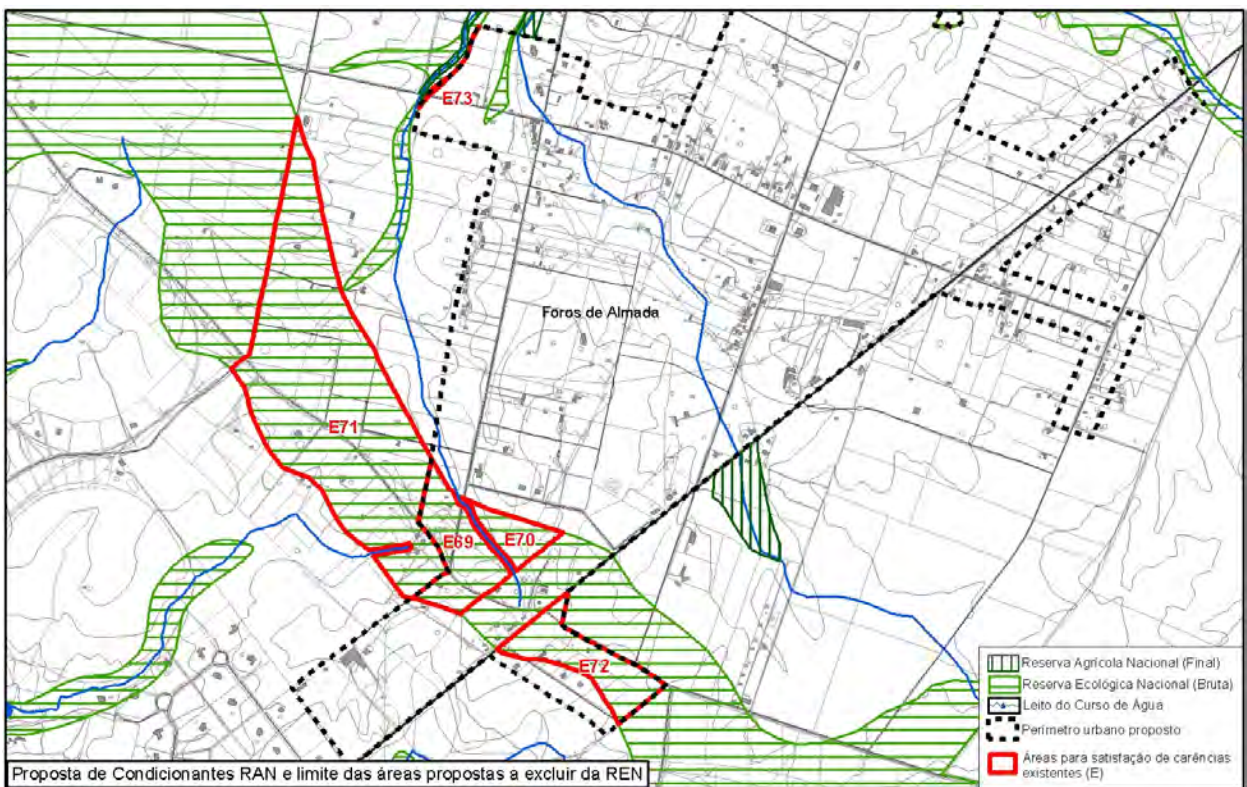 E73
Foros de Almada
E71
E69
E70
E72
Reserva Agrícola Nacional (Final)
Reserva Ecológica Nacional (Bruta)
Leito do Curso de Água
Perímetro urbano proposto
Áreas para satisfação de carências
existentes (E)
Proposta de Condicionantes RAN e limite das áreas propostas a excluir da REN